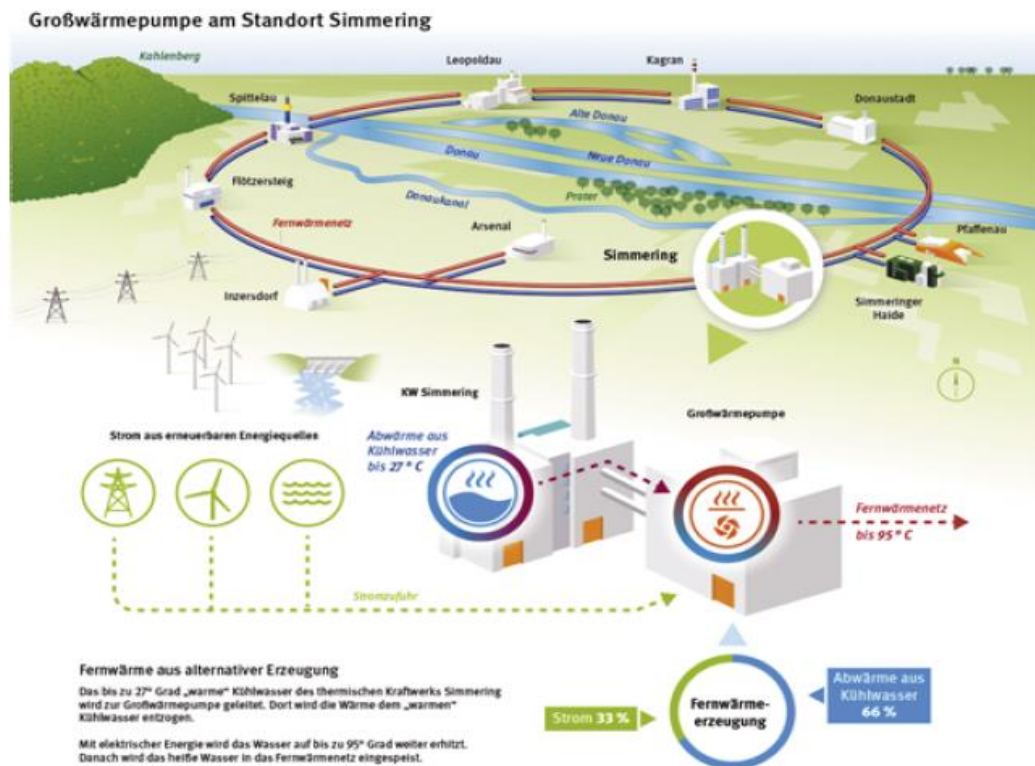 Großwärmepumpe am Standort Simmering
Kahlenberg
Leopoldau
Kagran
Spittelau
Donaustadt
Alte Donau
Donau
Neue Donau
Flötzersteig
Prater
Donaukanal
Fernwärmenetz
Arsenal
Pfaffenau
Simmering
Inzersdorf
Simmeringer
Haide
N
KW Simmering
Großwärmepumpe
Strom aus erneuerbaren Energiequellen
Abwärme aus
Kühlwasser
bis 27° C
Fernwärmenetz
bis 95° C
Stromzufuhr
Fernwärme aus alternativer Erzeugung
Das bis zu 27° Grad „warme“ Kühlwasser des thermischen Kraftwerks Simmering
wird zur Großwärmepumpe geleitet. Dort wird die Wärme dem „warmen“
Kühlwasser entzogen.
Mit elektrischer Energie wird das Wasser auf bis zu 95° Grad weiter erhitzt.
Danach wird das heiße Wasser in das Fernwärmenetz eingespeist.
Strom 33 %
Fernwärme-
erzeugung
Abwärme aus
Kühlwasser
66 %